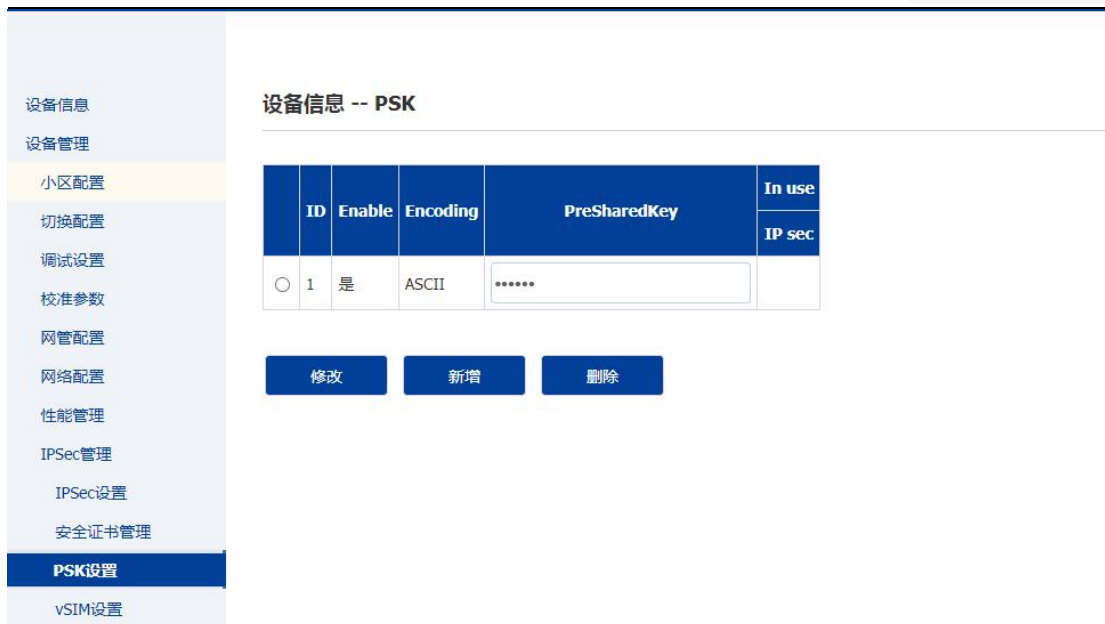 设备信息
设备管理
小区配置
切换配置
调试设置
校准参数
网管配置
网络配置
性能管理
IPSec管理
IPSec设置
安全证书管理
PSK设置
vSIM设置
设备信息 -- PSK
ID Enable Encoding PreSharedKey In use
IP sec
1 是 ASCII ••••••
修改 新增 删除